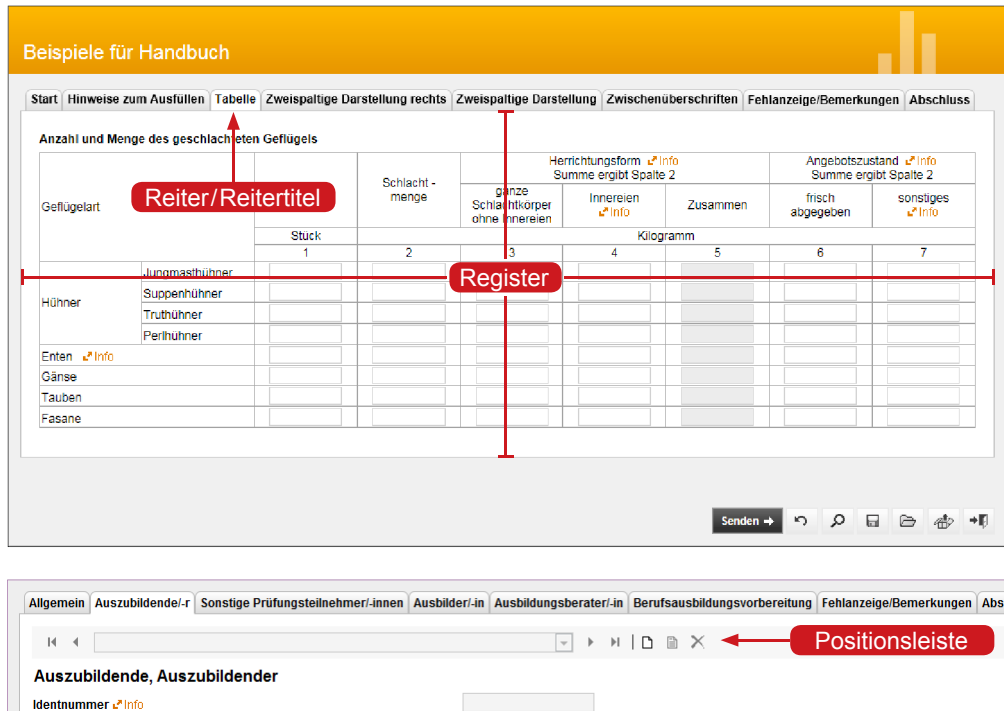 Beispiele für Handbuch
Start Hinweise zum Ausfüllen Tabelle Zweispaltige Darstellung rechts Zweispaltige Darstellung Zwischenüberschriften Fehlanzeige/Bemerkungen Abschluss
Anzahl und Menge des geschlachteten Geflügels
Geflügelart
Reiter/Reitertitel
Schlacht-
menge
Herrichtungsform Info
Summe ergibt Spalte 2
Angebotszustand Info
Summe ergibt Spalte 2
ganze
Schlachtkörper
ohne Innereien
Innereien
Info
Zusammen
frisch
abgegeben
sonstiges
Info
Stück Kilogramm
1 2 3 4 5 6 7
Register
Hühner
Jungmasthühner
Suppenhühner
Truthühner
Perlhühner
Enten Info
Gänse
Tauben
Fasane
Senden
Allgemein Auszubildende/-r Sonstige Prüfungsteilnehmer/-innen Ausbilder/-in Ausbildungsberater/-in Berufsausbildungsvorbereitung Fehlanzeige/Bemerkungen Abs
Positionsleiste
Auszubildende, Auszubildender
Identnummer Info